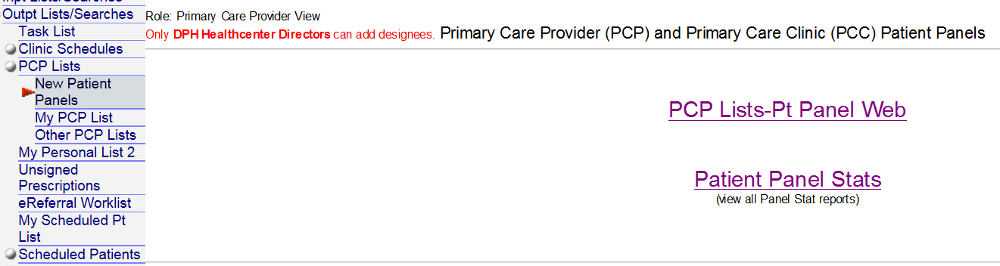 Inpt Lists/Searches
Outpt Lists/Searches
Task List
Clinic Schedules
PCP Lists
New Patient
Panels
My PCP List
Other PCP Lists
My Personal List 2
Unsigned
Prescriptions
eReferral Worklist
My Scheduled Pt
List
Scheduled Patients
Role: Primary Care Provider View
Only DPH Healthcenter Directors can add designees. Primary Care Provider (PCP) and Primary Care Clinic (PCC) Patient Panels
PCP Lists-Pt Panel Web
Patient Panel Stats
(view all Panel Stat reports)